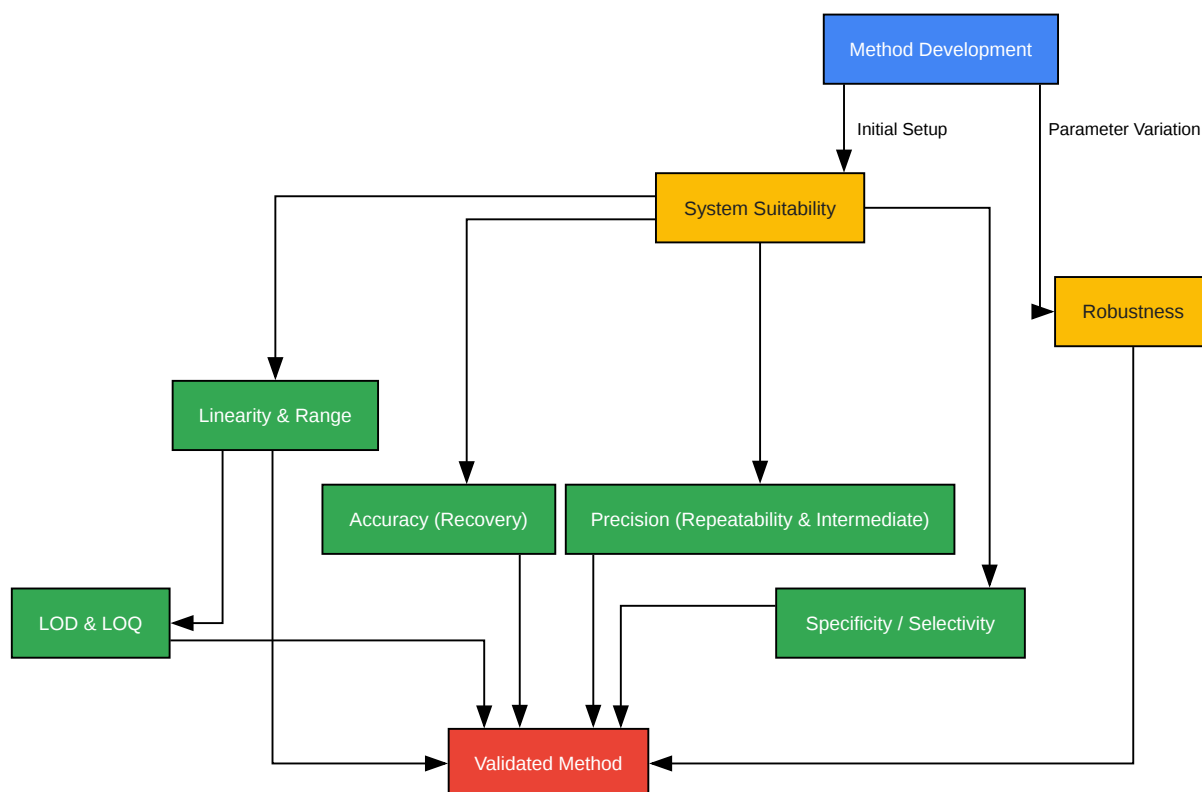 Method Development
Initial Setup
Parameter Variation
System Suitability
Robustness
Linearity & Range
Accuracy (Recovery)
Precision (Repeatability & Intermediate)
LOD & LOQ
Specificity / Selectivity
Validated Method